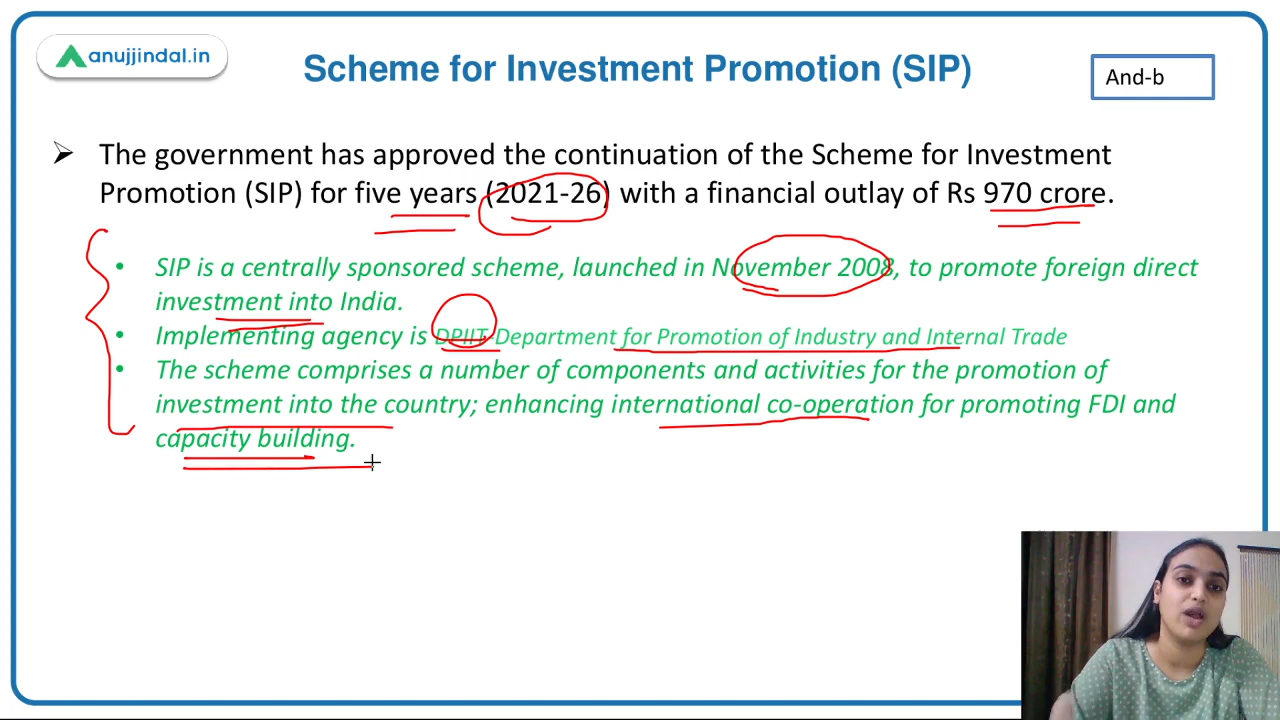 anujjindal.in
Scheme for Investment Promotion (SIP)
And-b
The government has approved the continuation of the Scheme for Investment
Promotion (SIP) for five years (2021-26) with a financial outlay of Rs 970 crore.
• SIP is a centrally sponsored scheme, launched in November 2008, to promote foreign direct
investment into India.
• Implementing agency is DPIIT-Department for Promotion of Industry and Internal Trade
• The scheme comprises a number of components and activities for the promotion of
investment into the country; enhancing international co-operation for promoting FDI and
capacity building.